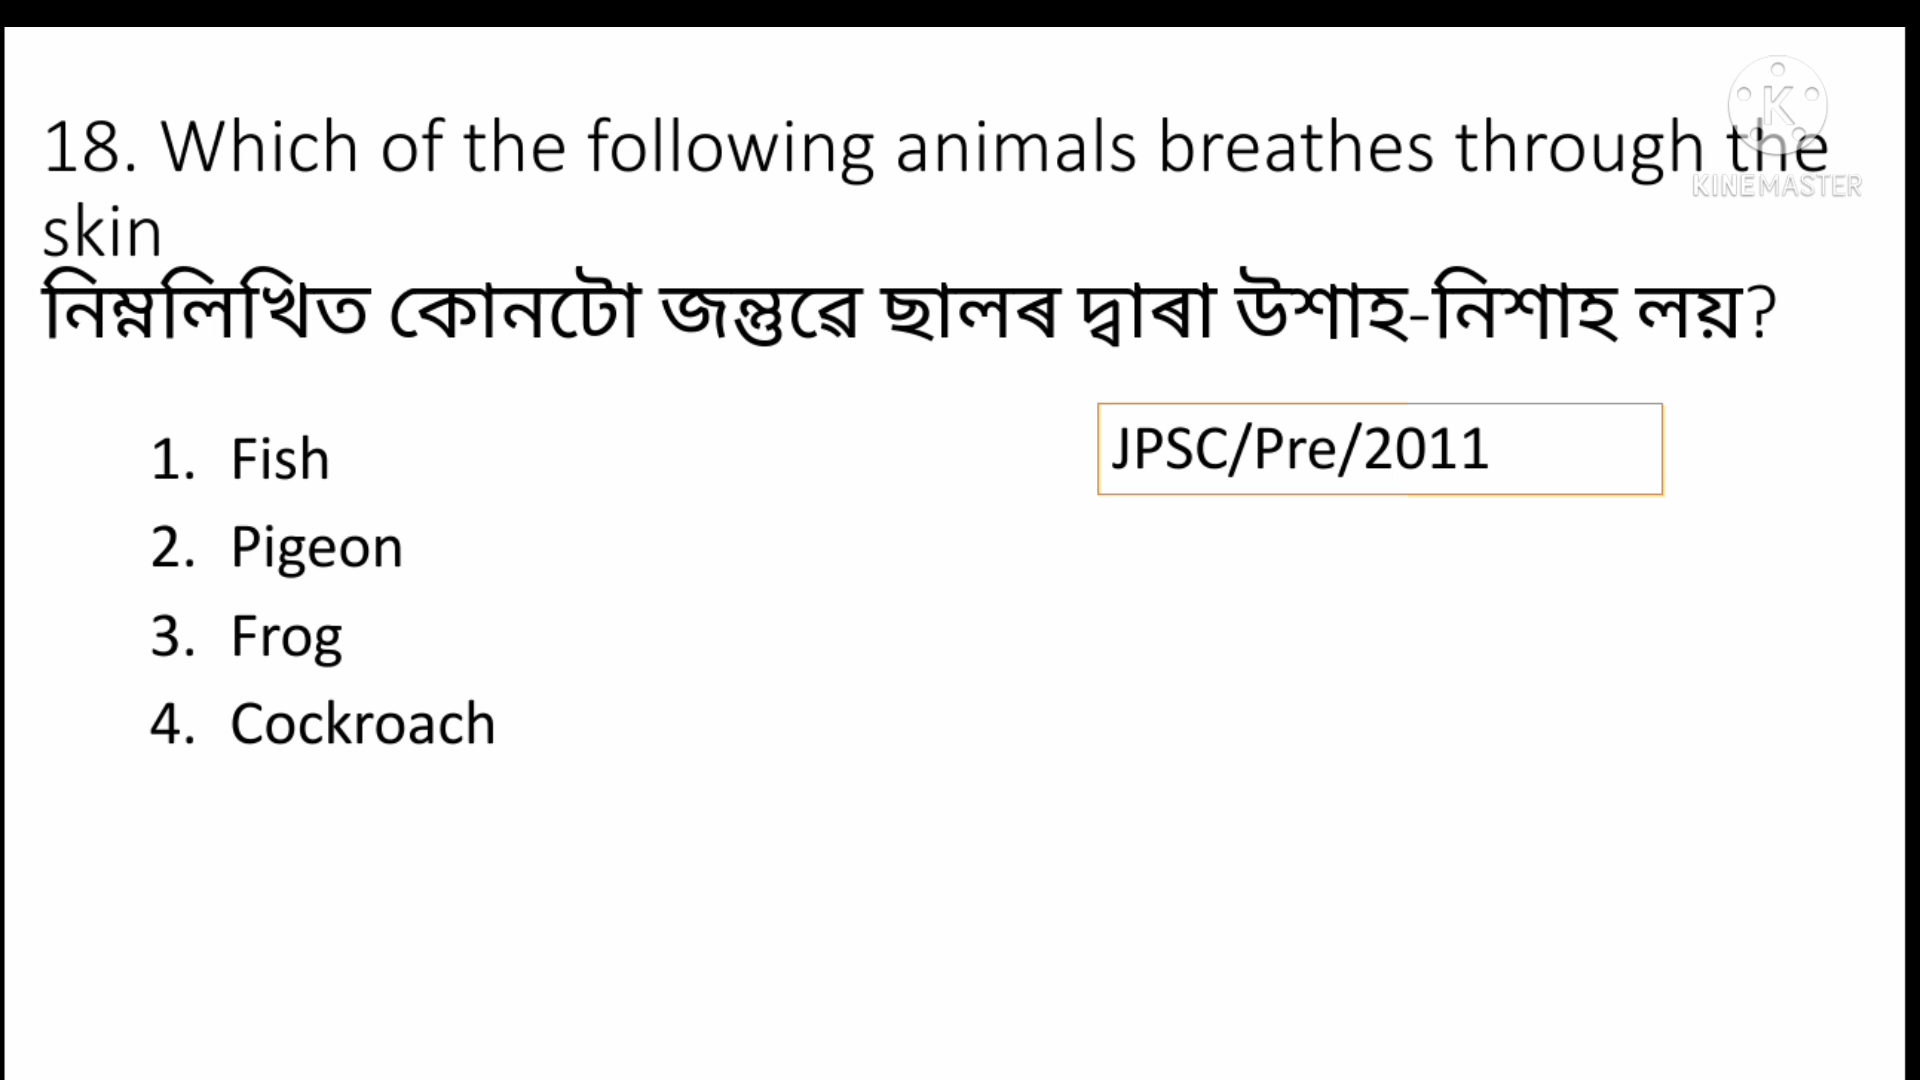 18. Which of the following animals breathes through the
skin
নিম্নলিখিত কোনটো জন্তুৱে ছালৰ দ্বাৰা উশাহ-নিশাহ লয়?
JPSC/Pre/2011
1. Fish
2. Pigeon
3. Frog
4. Cockroach
K
KINEMASTER